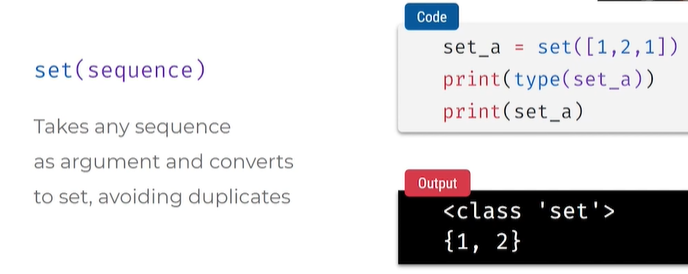 set(sequence)
Takes any sequence
as argument and converts
to set, avoiding duplicates
Code
set_a = set([1,2,1])
print(type(set_a))
print(set_a)
Output
<class 'set'>
{1, 2}